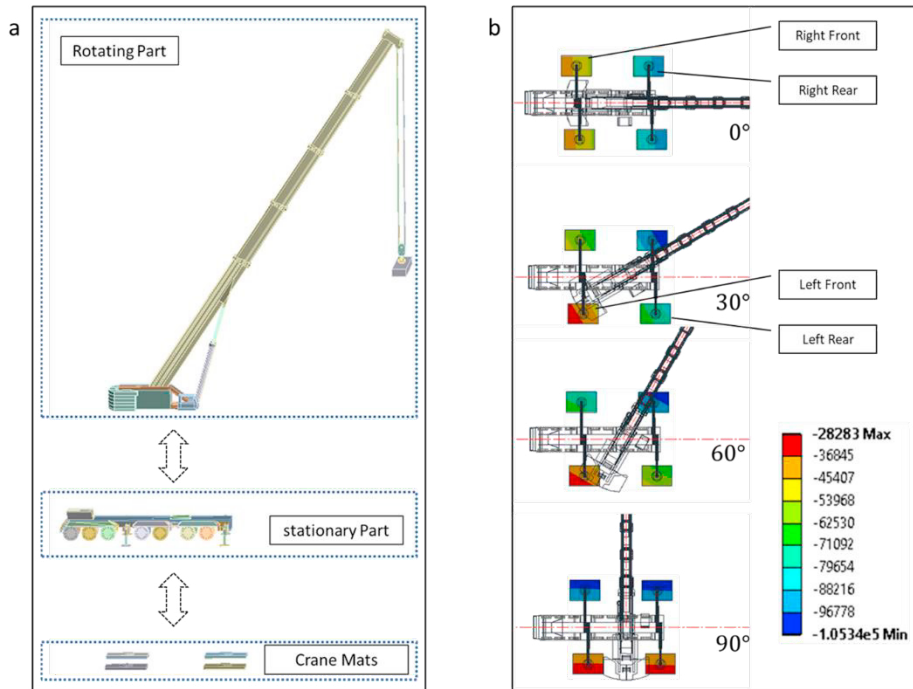 a
Rotating Part
stationary Part
Crane Mats
b
Right Front
Right Rear
0°
30°
Left Front
Left Rear
60°
90°
-28283 Max
-36845
-45407
-53968
-62530
-71092
-79654
-88216
-96778
-1.0534e5 Min